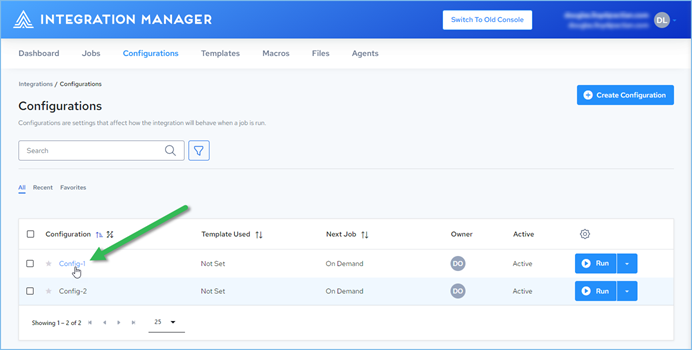 INTEGRATION MANAGER
Switch To Old Console
DL
Dashboard Jobs Configurations Templates Macros Files Agents
Integrations / Configurations
Configurations
Create Configuration
Configurations are settings that affect how the integration will behave when a job is run.
Search
All Recent Favorites
Configuration Template Used Next Job Owner Active
Config-1 Not Set On Demand DO Active Run
Config-2 Not Set On Demand DO Active Run
Showing 1 – 2 of 2 25